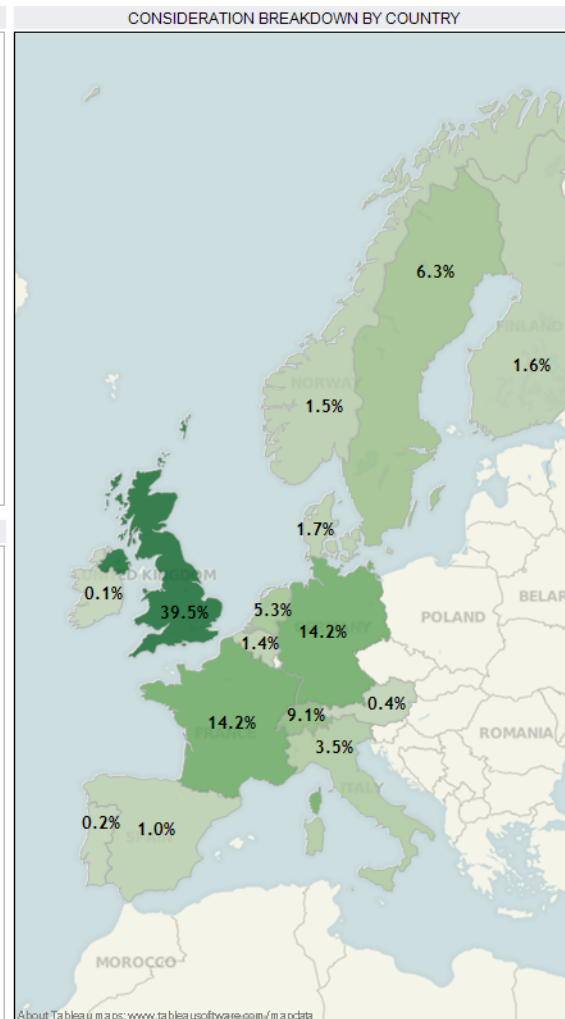 CONSIDERATION BREAKDOWN BY COUNTRY
6.3%
FINLAND
1.6%
NORWAY
1.5%
1.7%
UNITED KINGDOM
0.1%
39.5%
5.3%
14.2%
1.4%
POLAND
BELAR
14.2%
FRANCE
9.1%
0.4%
3.5%
ROMANIA
ITALY
0.2%
1.0%
SPAIN
MOROCCO
About Tableau maps: www.tableausoftware.com/mapdata